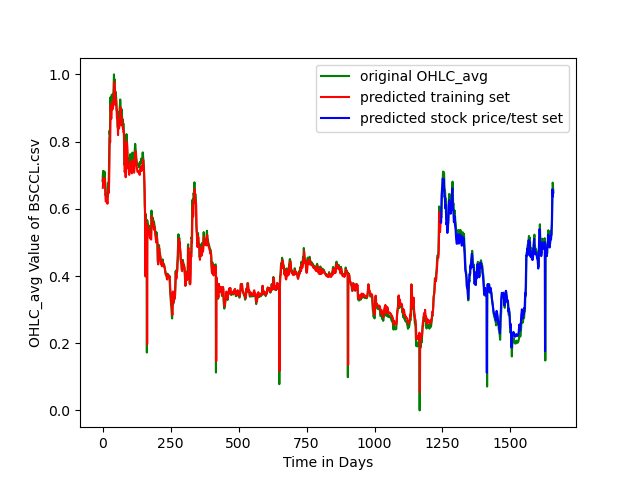 original OHLC_avg
predicted training set
predicted stock price/test set
1.0
0.8
0.6
0.4
0.2
0.0
OHLC_avg Value of BSCCL.csv
0 250 500 750 1000 1250 1500
Time in Days